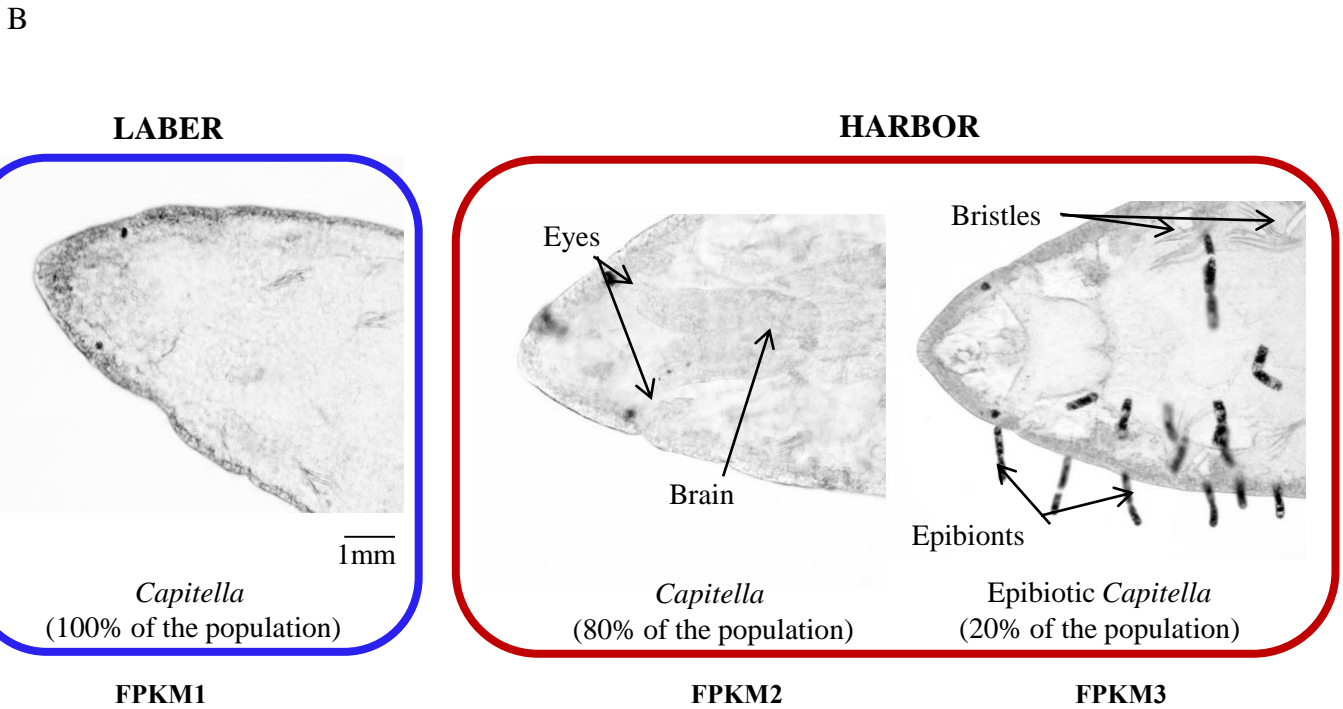 B
LABER
HARBOR
Eyes
Brain
Bristles
Epibionts
1mm
Capitella
(100% of the population)
Capitella
(80% of the population)
Epibiotic Capitella
(20% of the population)
FPKM1
FPKM2
FPKM3